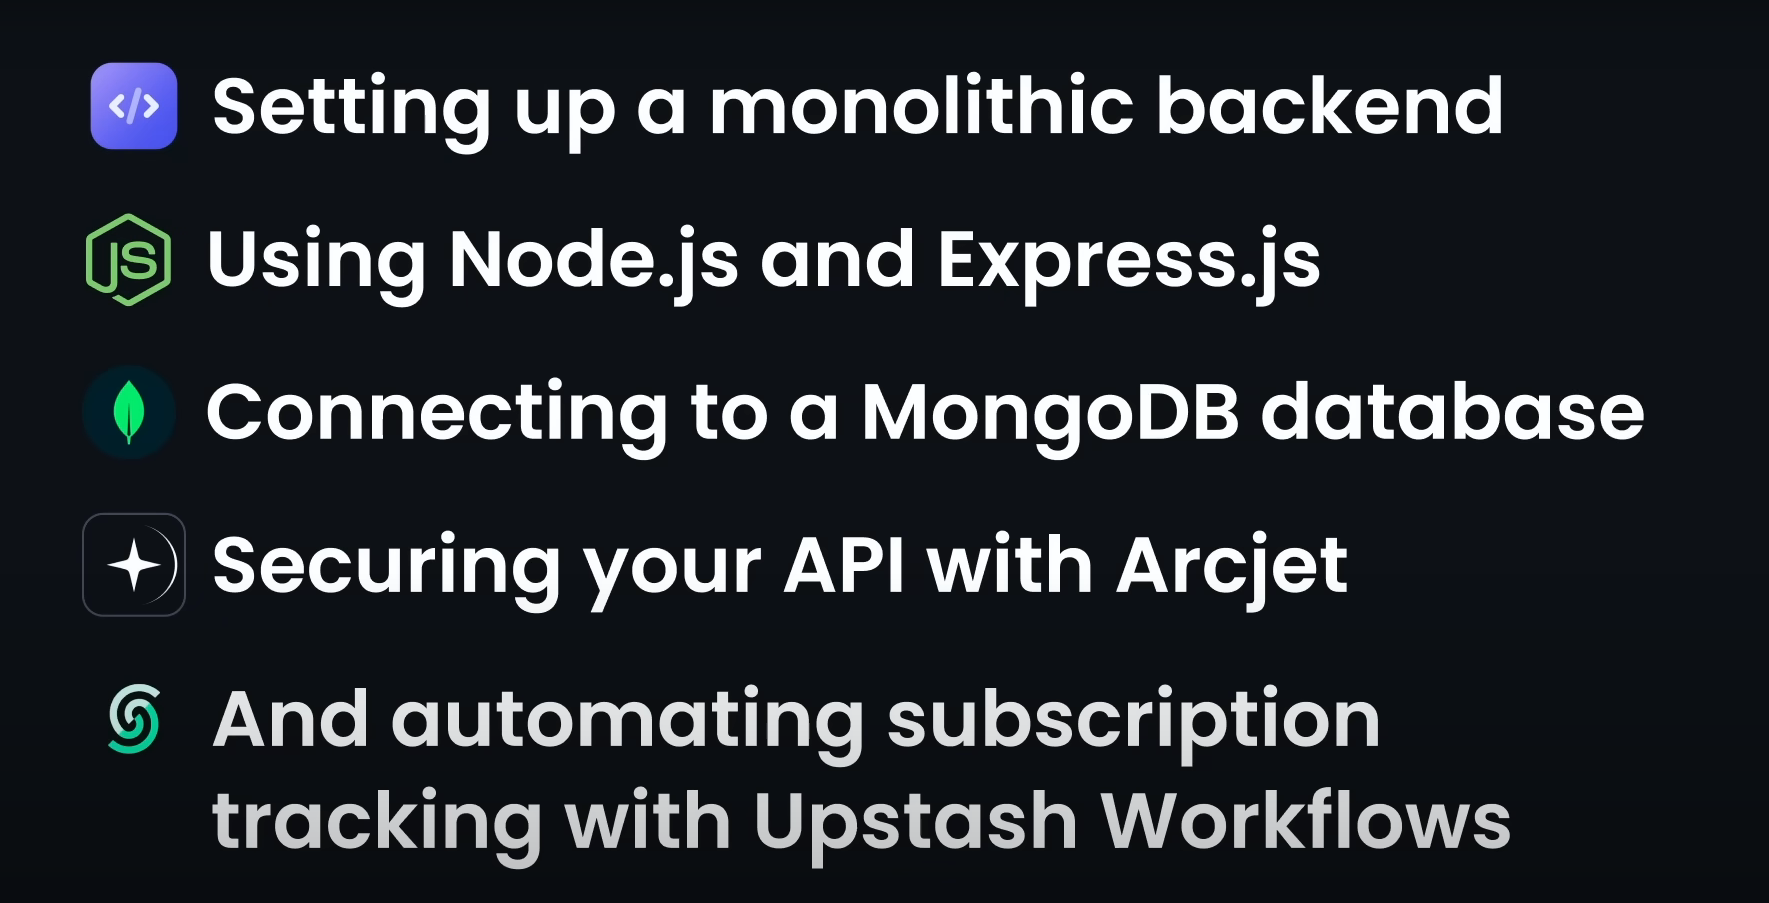 Setting up a monolithic backend
JS Using Node.js and Express.js
Connecting to a MongoDB database
Securing your API with Arcjet
And automating subscription
tracking with Upstash Workflows